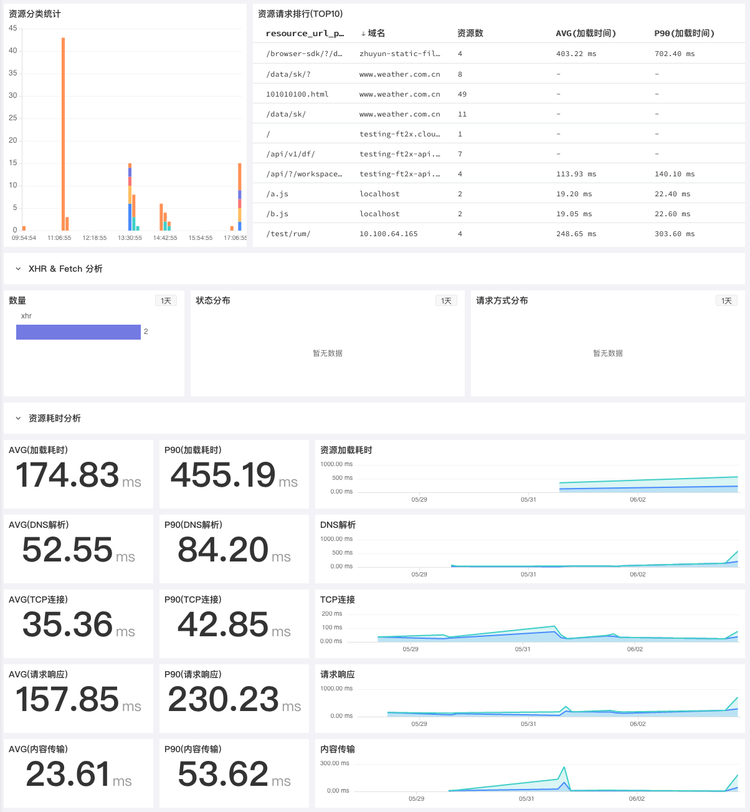 资源分类统计
45
40
35
30
25
20
15
10
5
0
09:54:54 11:06:55 12:18:55 13:30:55 14:42:55 15:54:55 17:06:55
资源请求排行(TOP10)
resource_url_p… ↓ 域名 资源数 AVG(加载时间) P90(加载时间)
/browser-sdk/?/d… zhuyun-static-fil… 4 403.22 ms 702.40 ms
/data/sk/? www.weather.com.cn 8 - -
101010100.html www.weather.com.cn 49 - -
/data/sk/ www.weather.com.cn 11 - -
/ testing-ft2x.clou… 1 - -
/api/v1/df/ testing-ft2x-api.… 7 - -
/api/?/workspace… testing-ft2x-api.… 4 113.93 ms 140.10 ms
/a.js localhost 2 19.20 ms 22.40 ms
/b.js localhost 2 19.05 ms 22.60 ms
/test/rum/ 10.100.64.165 4 248.65 ms 303.60 ms
XHR & Fetch 分析
数量 1天
xhr
2
状态分布 1天
暂无数据
请求方式分布 1天
暂无数据
资源耗时分析
AVG(加载耗时)
174.83 ms
P90(加载耗时)
455.19 ms
资源加载耗时
1000.00 ms
500.00 ms
0.00 ms
05/29 05/31 06/02
AVG(DNS解析)
52.55 ms
P90(DNS解析)
84.20 ms
DNS解析
1000.00 ms
500.00 ms
0.00 ms
05/29 05/31 06/02
AVG(TCP连接)
35.36 ms
P90(TCP连接)
42.85 ms
TCP连接
200 ms
100 ms
0.00 ms
05/29 05/31 06/02
AVG(请求响应)
157.85 ms
P90(请求响应)
230.23 ms
请求响应
1000.00 ms
0.00 ms
05/29 05/31 06/02
AVG(内容传输)
23.61 ms
P90(内容传输)
53.62 ms
内容传输
300.00 ms
0.00 ms
05/29 05/31 06/02